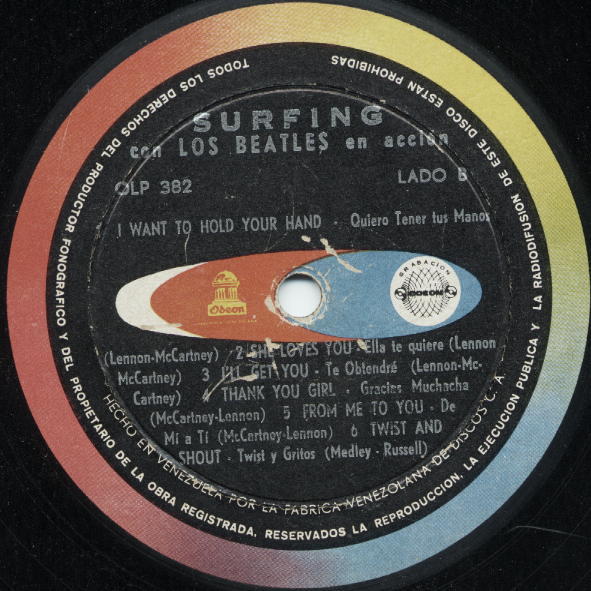 TODOS LOS DERECHOS DEL PRODUCTOR FONOGRAFICO Y DEL PROPIETARIO DE LA OBRA REGISTRADA, RESERVADOS LA REPRODUCCION, LA EJECUCION PUBLICA Y LA RADIODIFUSION DE ESTE DISCO ESTAN PROHIBIDAS
SURFING
con LOS BEATLES en acción
OLP 382 LADO B
I WANT TO HOLD YOUR HAND - Quiero Tener tus Manos
Odeon
GRABACION
ODEON
(Lennon-McCartney) 2 SHE LOVES YOU - Ella te quiere (Lennon
McCartney) 3 I'LL GET YOU - Te Obtendré (Lennon-Mc-
Cartney) THANK YOU GIRL - Gracias Muchacha
(McCartney-Lennon) 5 FROM ME TO YOU - De
Mi a Tí (McCartney-Lennon) 6 TWIST AND
SHOUT - Twist y Gritos (Medley - Russell)
HECHO EN VENEZUELA POR LA FABRICA VENEZOLANA DE DISCOS C. A.